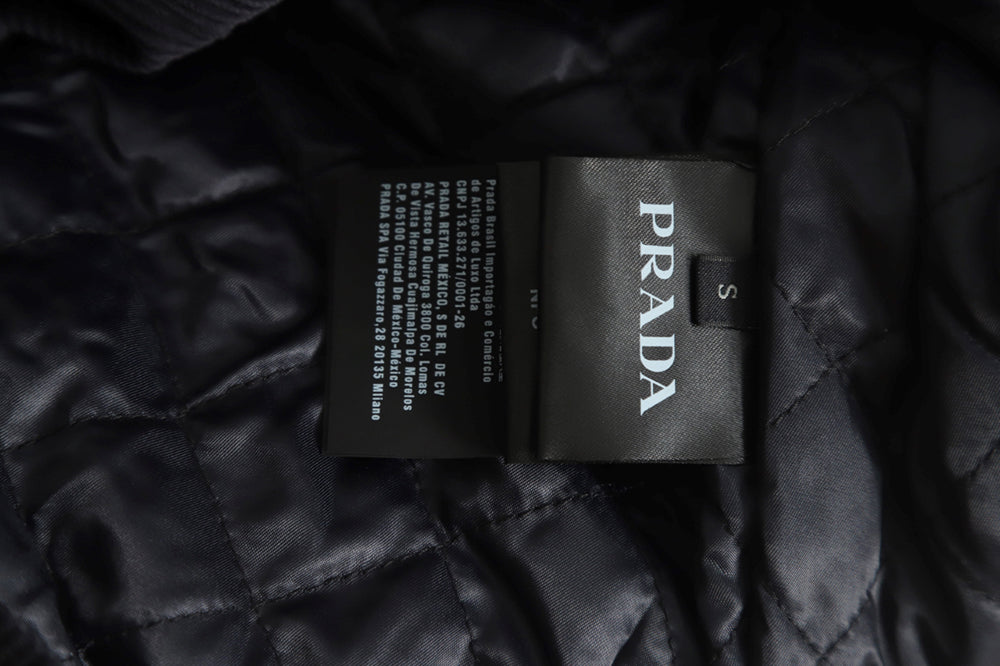 PRADA
S
Prada Brasil Importagão e Comércio
de Artigos de Luxo Ltda
CNPJ 13.633.271/0001-26
PRADA RETAIL MÉXICO, S DE RL DE CV
AV. Vasco De Quiroga 3800 Col. Lomas
De Vista Hermosa Cuajimalpa De Morelos
C.P. 05100 Ciudad De México-México
PRADA SPA Via Fogazzaro,28 20135 Milano